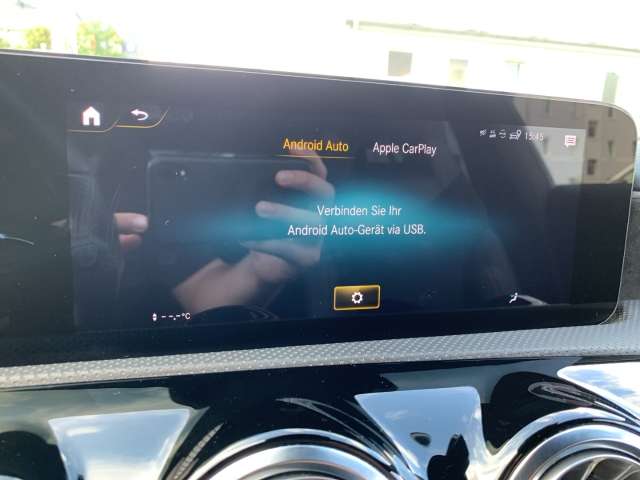 Android Auto Apple CarPlay
15:45
Verbinden Sie Ihr
Android Auto-Gerät via USB.
--,-°C